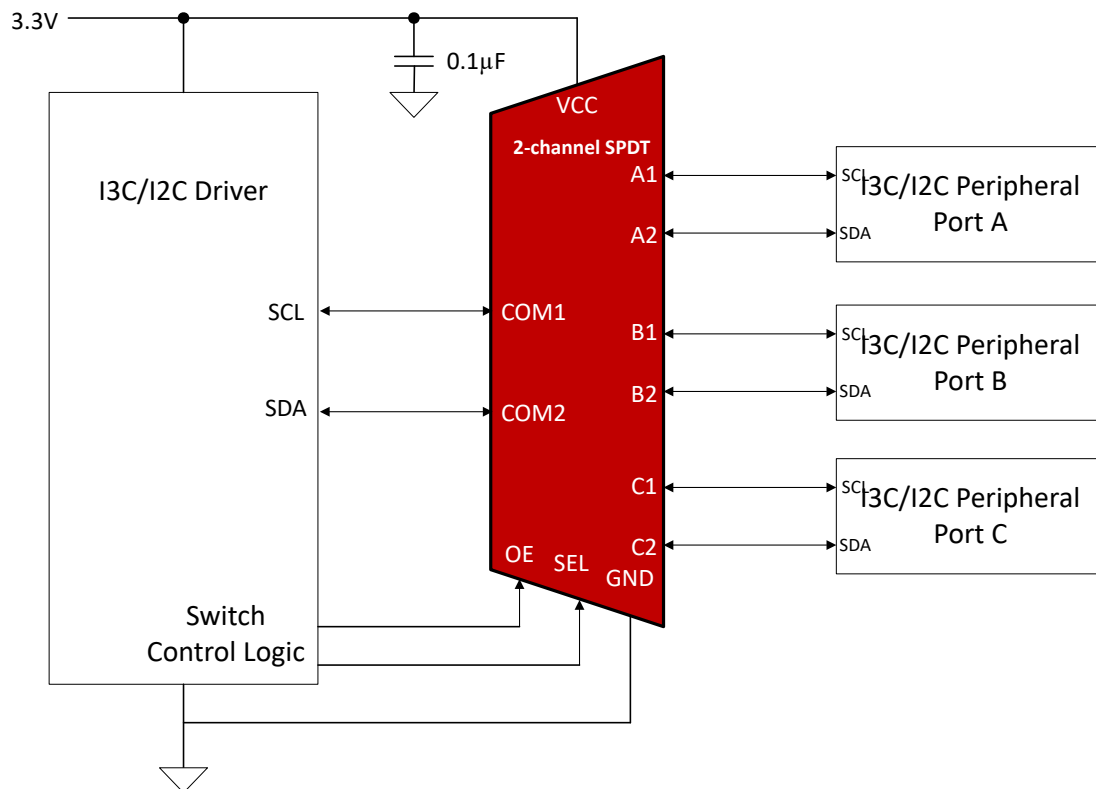 3.3V
0.1μF
VCC
2-channel SPDT
I3C/I2C Driver
A1
SCL
I3C/I2C Peripheral
Port A
A2
SDA
SCL
COM1
B1
SCL
I3C/I2C Peripheral
Port B
B2
SDA
SDA
COM2
C1
SCL
I3C/I2C Peripheral
Port C
C2
SDA
OE
SEL
GND
Switch
Control Logic